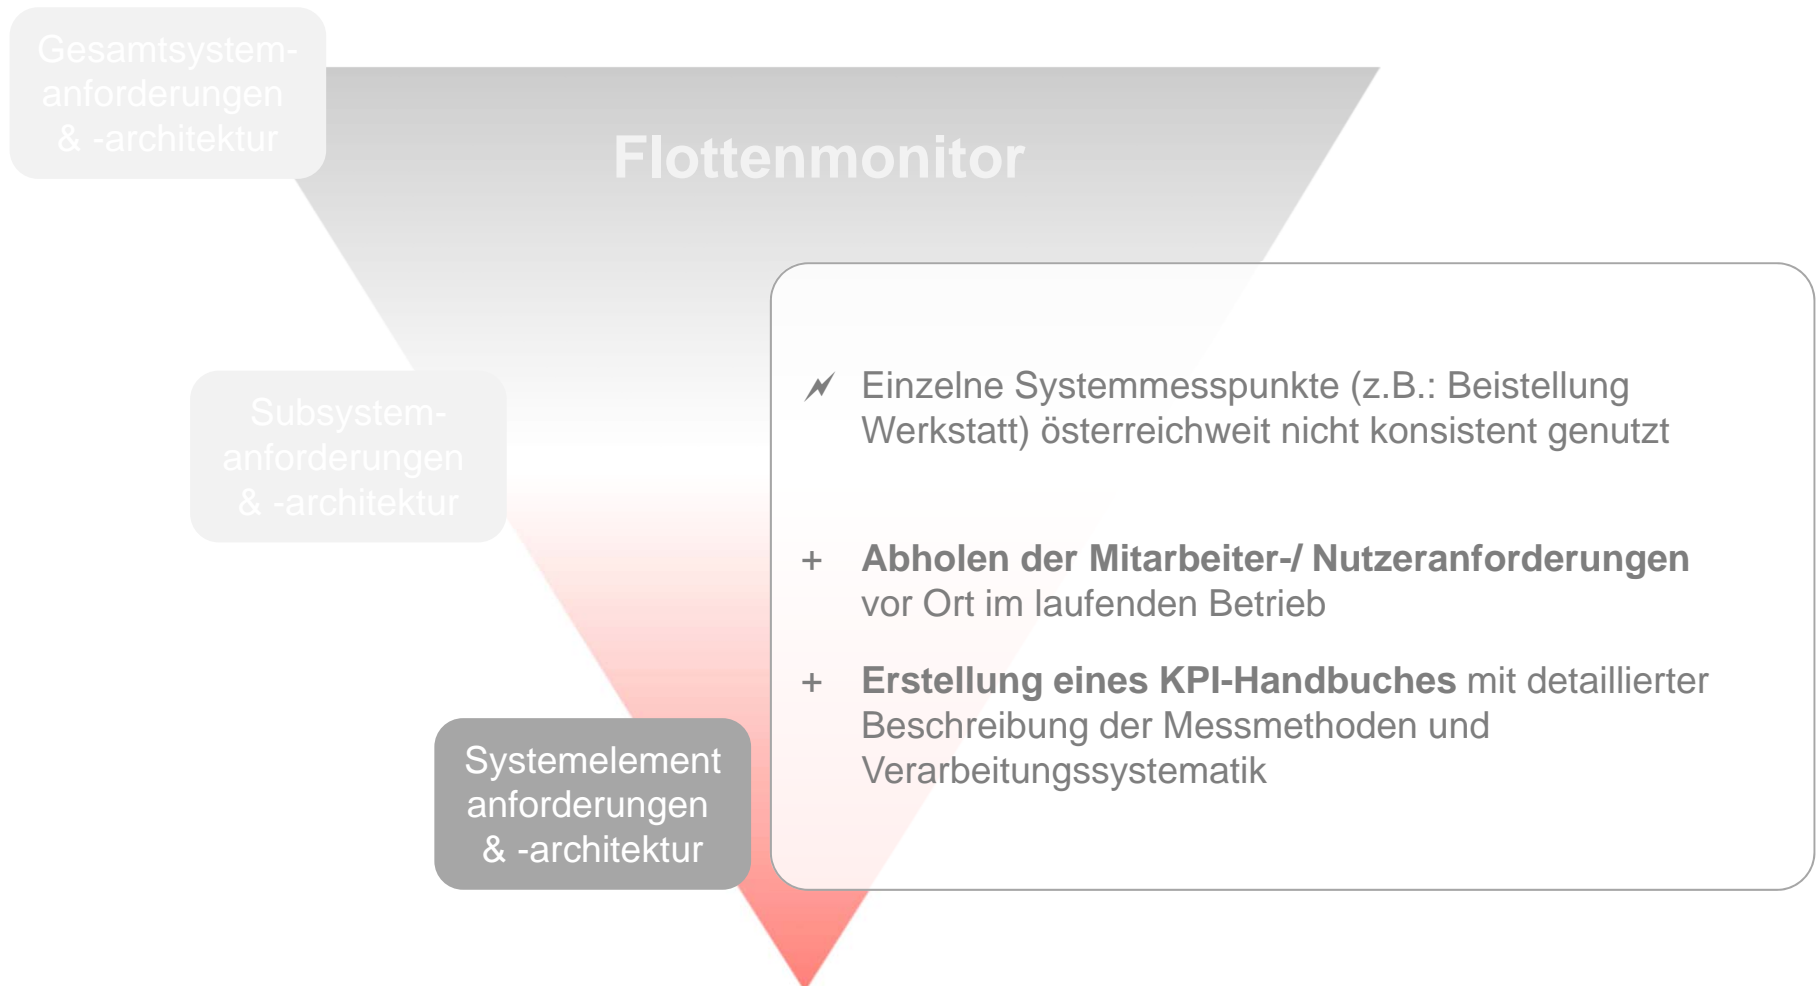 Gesamtsystem-
anforderungen
& -architektur
Flottenmonitor
Subsystem-
anforderungen
& -architektur
Einzelne Systemmesspunkte (z.B.: Beistellung
Werkstatt) österreichweit nicht konsistent genutzt
+ Abholen der Mitarbeiter-/ Nutzeranforderungen
vor Ort im laufenden Betrieb
+ Erstellung eines KPI-Handbuches mit detaillierter
Beschreibung der Messmethoden und
Verarbeitungssystematik
Systemelement
anforderungen
& -architektur